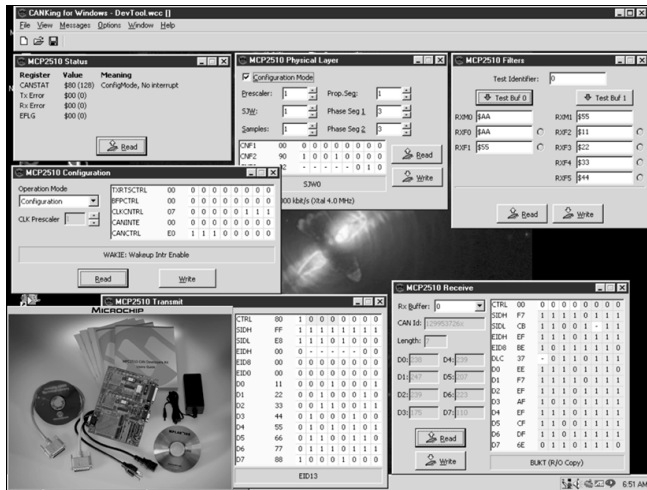 CANKing for Windows - DevTool.wcc []
File View Messages Options Window Help
MCP2510 Status
Register Value Meaning
CANSTAT $80 (128) ConfigMode, No interrupt
Tx Error $00 (0)
Rx Error $00 (0)
EFLG $00 (0)
Read
MCP2510 Physical Layer
Configuration Mode
Prescaler: 1 Prop.Seg: 1
SJW: 1 Phase Seg 1 3
Samples: 1 Phase Seg 2 3
CNF1 00 0 0 0 0 0 0 0 0
CNF2 90 1 0 0 1 0 0 0 0
Read
Write
SJW0
kbit/s (Xtal 4.0 MHz)
MCP2510 Filters
Test Identifier: 0
Test Buf 0 Test Buf 1
RXM0 $AA RXM1 $55
RXF0 $AA RXF2 $11
RXF1 $55 RXF3 $22
RXF4 $33
RXF5 $44
Read Write
MCP2510 Configuration
Operation Mode
Configuration
CLK Prescaler
TXRTSCTRL 00 0 0 0 0 0 0 0 0
BFPCTRL 00 0 0 0 0 0 0 0 0
CLKCNTRL 07 0 0 0 0 0 1 1 1
CANINTE 00 0 0 0 0 0 0 0 0
CANCTRL E0 1 1 1 0 0 0 0 0
WAKIE: Wakeup Intr Enable
Read Write
MCP2510 Transmit
CTRL 80 1 0 0 0 0 0 0 0
SIDH FF 1 1 1 1 1 1 1 1
SIDL E8 1 1 1 0 1 0 0 0
EIDH 00 0 - - - - - 0 0
EID8 00 0 0 0 0 0 0 0 0
EID0 00 0 0 0 0 0 0 0 0
D0 11 0 0 0 1 0 0 0 1
D1 22 0 0 1 0 0 0 1 0
D2 33 0 0 1 1 0 0 1 1
D3 44 0 1 0 0 0 1 0 0
D4 55 0 1 0 1 0 1 0 1
D5 66 0 1 1 0 0 1 1 0
D6 77 0 1 1 1 0 1 1 1
D7 88 1 0 0 0 1 0 0 0
EID13
MICROCHIP
MCP2510 Receive
Rx Buffer: 0
CAN Id:
Length: 7
D0: 238 D4: 239
D1: 247 D5: 207
D2: 239 D6: 223
D3: 175 D7: 110
Read
Write
CTRL 00 0 0 0 0 0 0 0 0
SIDH F7 1 1 1 1 0 1 1 1
SIDL CB 1 1 0 0 1 - 1 1
EIDH EF 1 1 1 0 1 1 1 1
EID8 BE 1 0 1 1 1 1 1 0
DLC 37 - 0 1 1 0 1 1 1
D0 EE 1 1 1 0 1 1 1 0
D1 F7 1 1 1 1 0 1 1 1
D2 EF 1 1 1 0 1 1 1 1
D3 AF 1 0 1 0 1 1 1 1
D4 EF 1 1 1 0 1 1 1 1
D5 CF 1 1 0 0 1 1 1 1
D6 DF 1 1 0 1 1 1 1 1
D7 6E 0 1 1 0 1 1 1 0
BUKT (R/O Copy)
6:51 AM